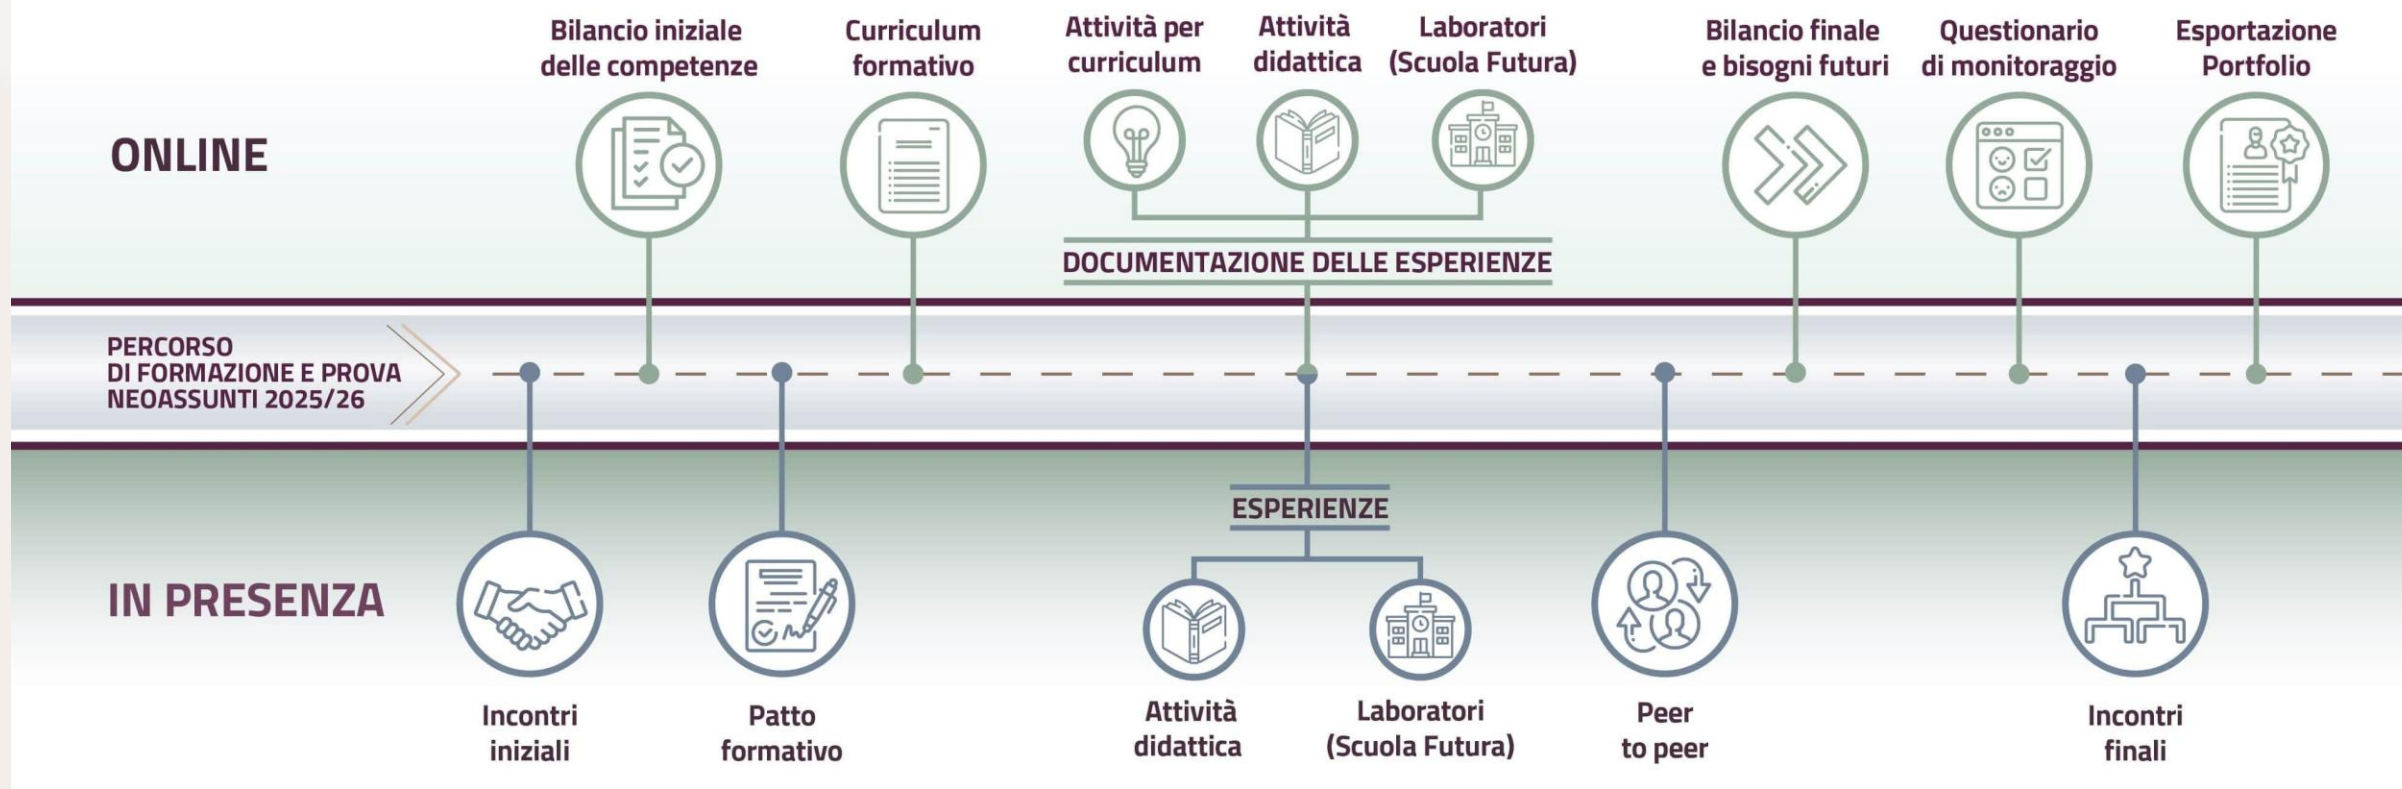 Bilancio iniziale
delle competenze
Curriculum
formativo
Attività per
curriculum
Attività
didattica
Laboratori
(Scuola Futura)
Bilancio finale
e bisogni futuri
Questionario
di monitoraggio
Esportazione
Portfolio
ONLINE
DOCUMENTAZIONE DELLE ESPERIENZE
PERCORSO
DI FORMAZIONE E PROVA
NEOASSUNTI 2025/26
ESPERIENZE
IN PRESENZA
Incontri
iniziali
Patto
formativo
Attività
didattica
Laboratori
(Scuola Futura)
Peer
to peer
Incontri
finali